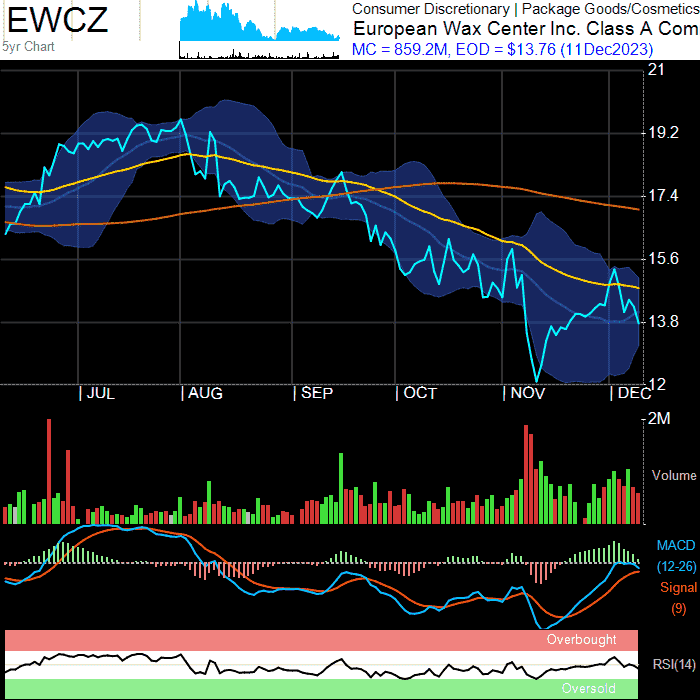 EWCZ
5yr Chart
Consumer Discretionary | Package Goods/Cosmetics
European Wax Center Inc. Class A Com
MC = 859.2M, EOD = $13.76 (11Dec2023)
21
19.2
17.4
15.6
13.8
12
| JUL | AUG | SEP | OCT | NOV | DEC
2M
Volume
MACD
(12-26)
Signal
(9)
Overbought
RSI(14)
Oversold